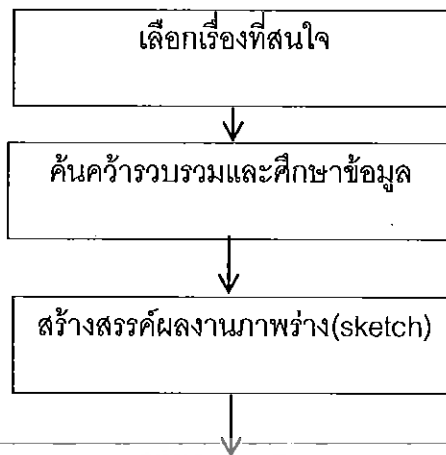 เลือกเรื่องที่สนใจ
ค้นคว้ารวบรวมและศึกษาข้อมูล
สร้างสรรค์ผลงานภาพร่าง(sketch)